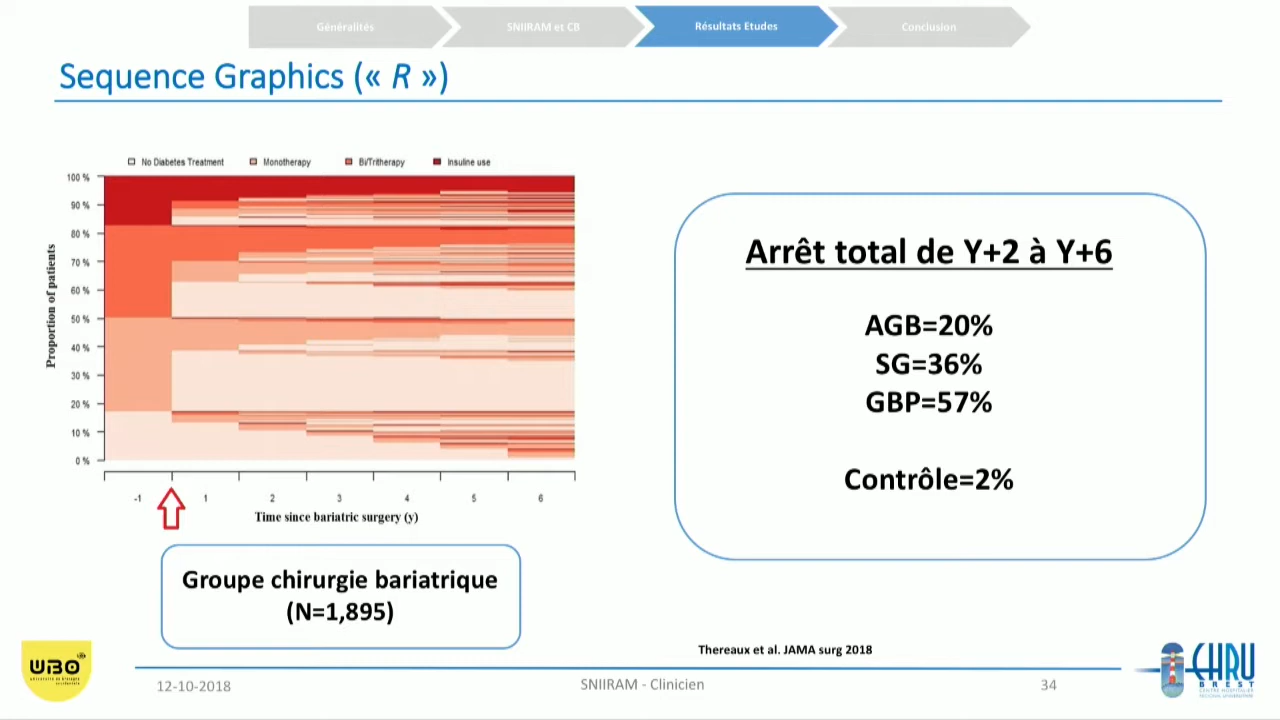 Généralités
SNIIRAM et CB
Résultats Etudes
Conclusion
Sequence Graphics (« R »)
No Diabetes Treatment
Monotherapy
Bi/Tritherapy
Insuline use
100 %
90 %
80 %
70 %
60 %
50 %
40 %
30 %
20 %
10 %
0 %
Proportion of patients
-1
1
2
3
4
5
6
Time since bariatric surgery (y)
Groupe chirurgie bariatrique
(N=1,895)
Arrêt total de Y+2 à Y+6
AGB=20%
SG=36%
GBP=57%
Contrôle=2%
Thereaux et al. JAMA surg 2018
UBO
12-10-2018
SNIIRAM - Clinicien
34
CHRU
BREST
CENTRE HOSPITALIER